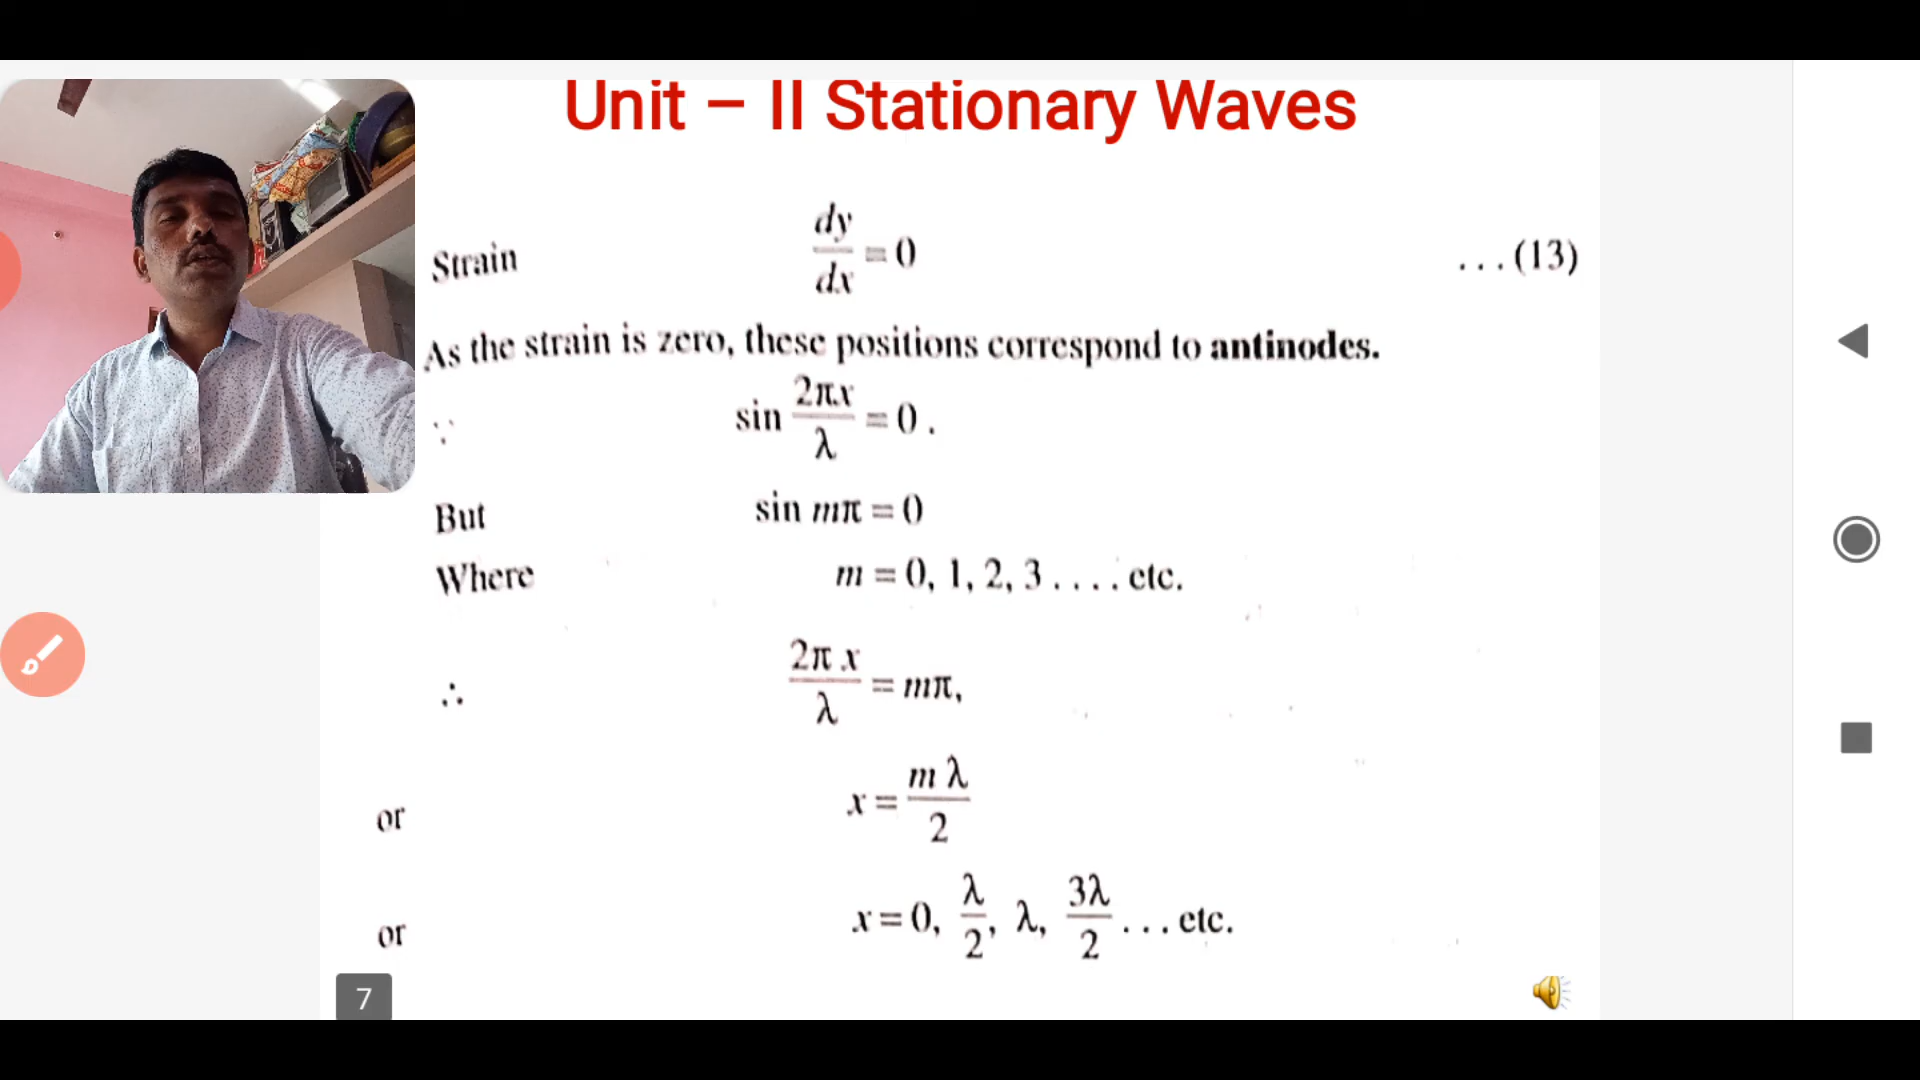 Unit – II Stationary Waves
Strain dy/dx = 0 ...(13)
As the strain is zero, these positions correspond to antinodes.
∵ sin 2πx/λ = 0.
But sin mπ = 0
Where m = 0, 1, 2, 3 .... etc.
∴ 2π x/λ = mπ,
or x = m λ/2
or x = 0, λ/2, λ, 3λ/2 ... etc.
7